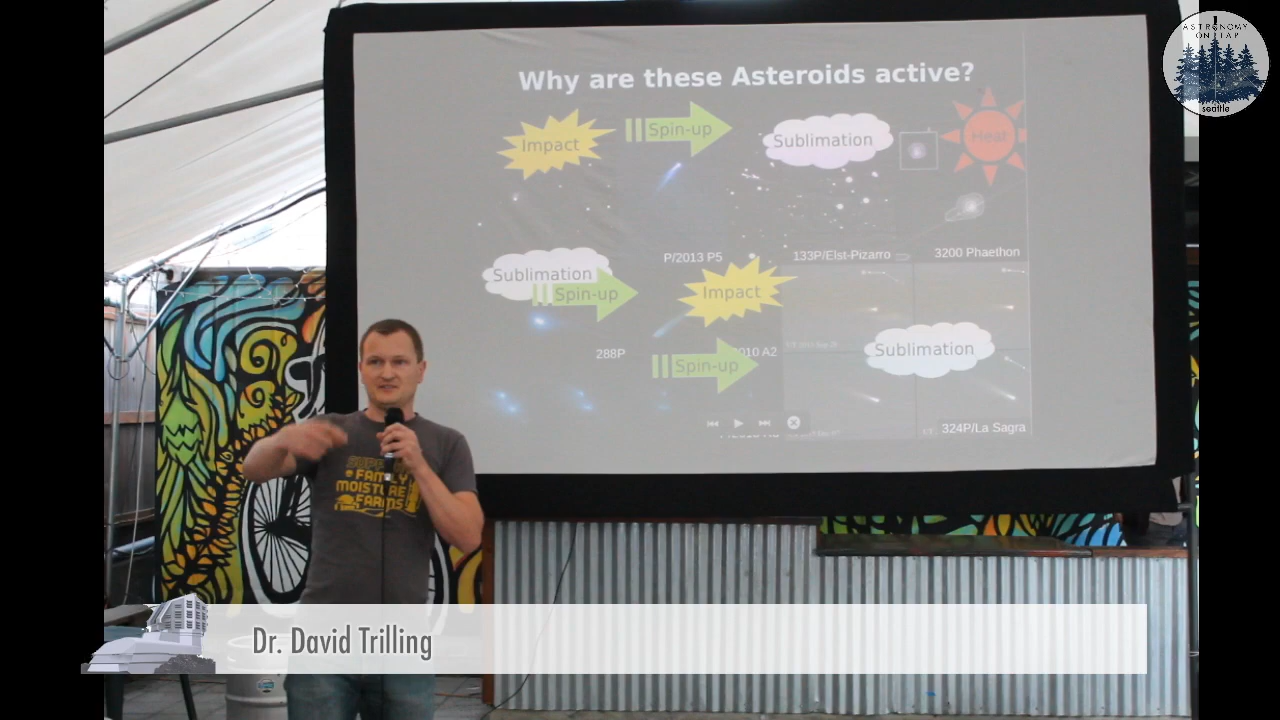 ASTRONOMY
ON TAP
seattle
Why are these Asteroids active?
Impact
Spin-up
Sublimation
Heat
P/2013 P5
133P/Elst-Pizarro
3200 Phaethon
Sublimation
Spin-up
Impact
288P
2010 A2
Spin-up
Sublimation
324P/La Sagra
FAMILY
MOISTURE
FARMS
Dr. David Trilling